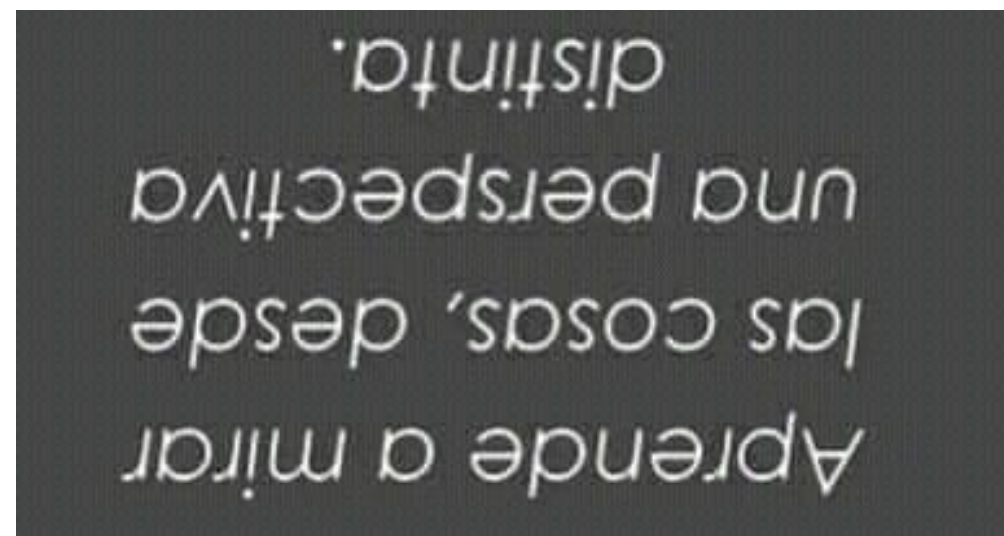 Aprende a mirar
las cosas, desde
una perspectiva
distinta.